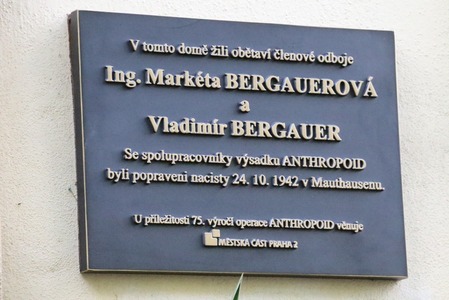 V tomto domě žili obětaví členové odboje
Ing. Markéta BERGAUEROVÁ
a
Vladimír BERGAUER
Se spolupracovníky výsadku ANTHROPOID
byli popraveni nacisty 24. 10. 1942 v Mauthausenu.
U příležitosti 75. výročí operace ANTHROPOID věnuje
MĚSTSKÁ ČÁST PRAHA 2